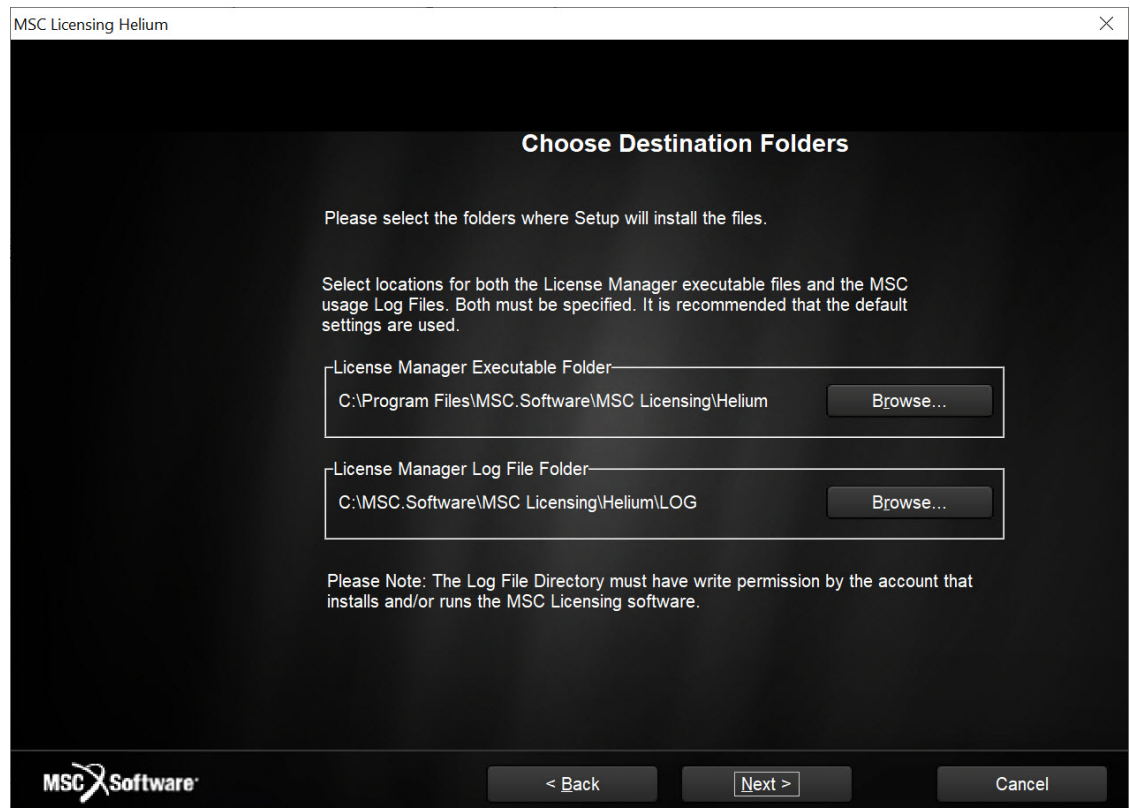 MSC Licensing Helium
Choose Destination Folders
Please select the folders where Setup will install the files.
Select locations for both the License Manager executable files and the MSC
usage Log Files. Both must be specified. It is recommended that the default
settings are used.
License Manager Executable Folder
C:\Program Files\MSC.Software\MSC Licensing\Helium
Browse...
License Manager Log File Folder
C:\MSC.Software\MSC Licensing\Helium\LOG
Browse...
Please Note: The Log File Directory must have write permission by the account that
installs and/or runs the MSC Licensing software.
MSC Software
< Back
Next >
Cancel